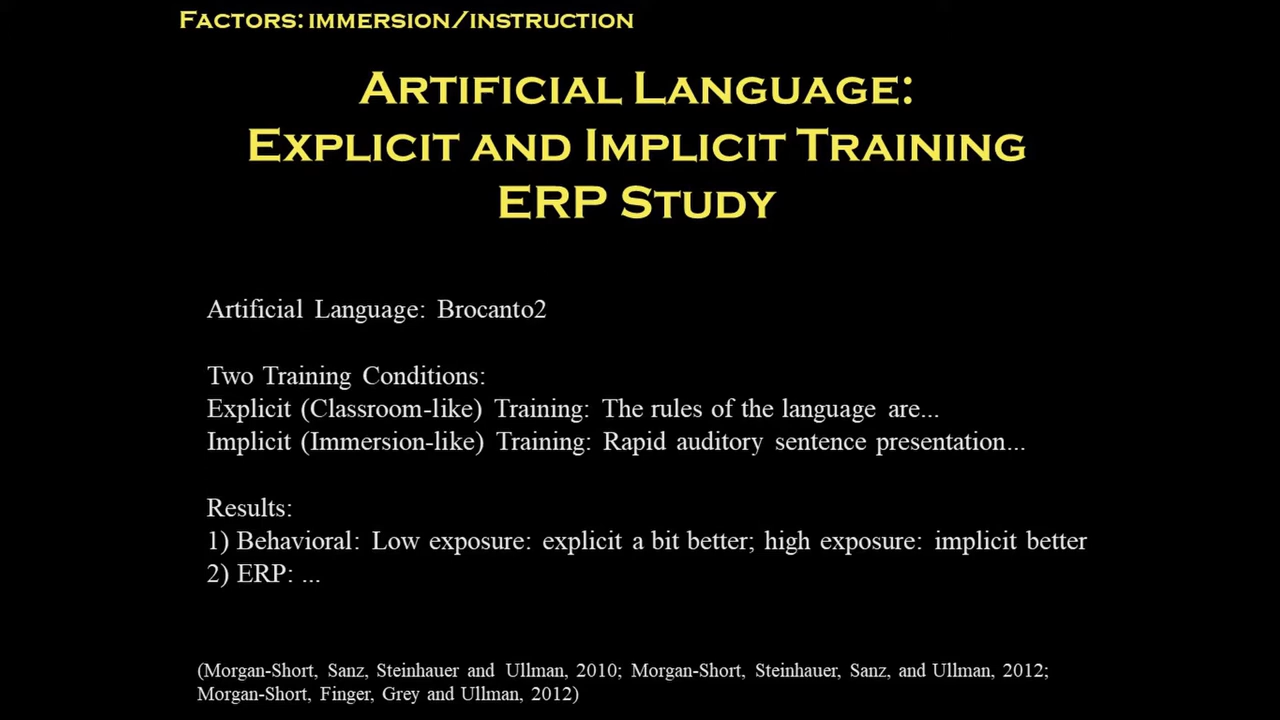 FACTORS: IMMERSION/INSTRUCTION
ARTIFICIAL LANGUAGE:
EXPLICIT AND IMPLICIT TRAINING
ERP STUDY
Artificial Language: Brocanto2
Two Training Conditions:
Explicit (Classroom-like) Training: The rules of the language are...
Implicit (Immersion-like) Training: Rapid auditory sentence presentation...
Results:
1) Behavioral: Low exposure: explicit a bit better; high exposure: implicit better
2) ERP: ...
(Morgan-Short, Sanz, Steinhauer and Ullman, 2010; Morgan-Short, Steinhauer, Sanz, and Ullman, 2012;
Morgan-Short, Finger, Grey and Ullman, 2012)